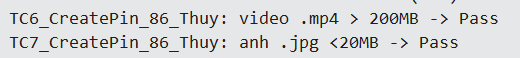 TC6_CreatePin_86_Thuy: video .mp4 > 200MB -> Pass
TC7_CreatePin_86_Thuy: anh .jpg <20MB -> Pass